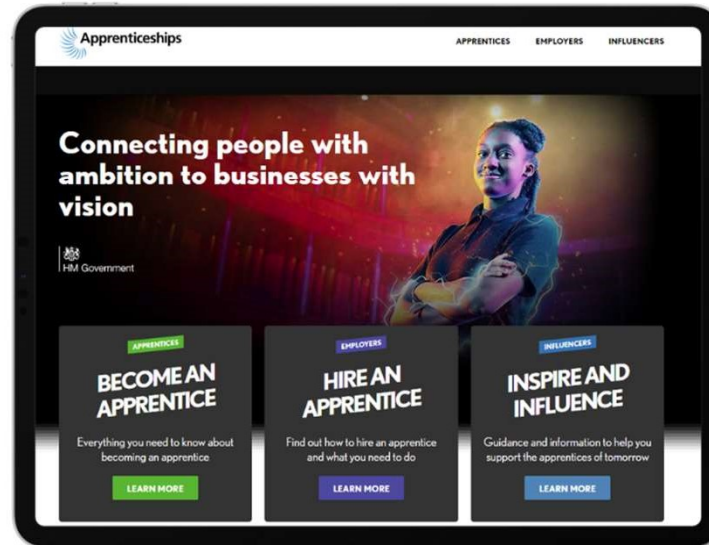 Apprenticeships
APPRENTICES EMPLOYERS INFLUENCERS
Connecting people with
ambition to businesses with
vision
HM Government
APPRENTICES
BECOME AN
APPRENTICE
Everything you need to know about
becoming an apprentice
LEARN MORE
EMPLOYERS
HIRE AN
APPRENTICE
Find out how to hire an apprentice
and what you need to do
LEARN MORE
INFLUENCERS
INSPIRE AND
INFLUENCE
Guidance and information to help you
support the apprentices of tomorrow
LEARN MORE